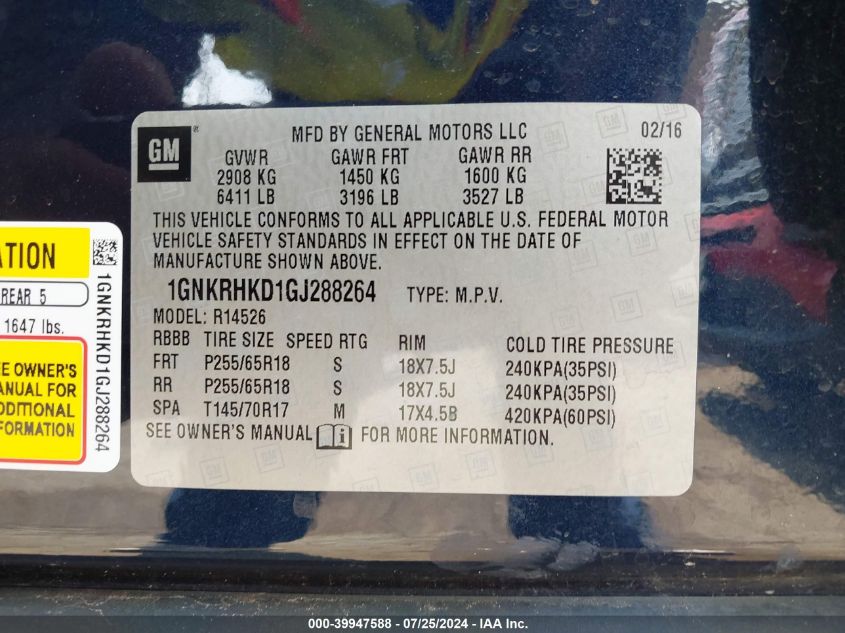 GM
MFD BY GENERAL MOTORS LLC 02/16
GVWR GAWR FRT GAWR RR
2908 KG 1450 KG 1600 KG
6411 LB 3196 LB 3527 LB
THIS VEHICLE CONFORMS TO ALL APPLICABLE U.S. FEDERAL MOTOR
VEHICLE SAFETY STANDARDS IN EFFECT ON THE DATE OF
MANUFACTURE SHOWN ABOVE.
1GNKRHKD1GJ288264 TYPE: M.P.V.
MODEL: R14526
RBBB TIRE SIZE SPEED RTG RIM COLD TIRE PRESSURE
FRT P255/65R18 S 18X7.5J 240KPA(35PSI)
RR P255/65R18 S 18X7.5J 240KPA(35PSI)
SPA T145/70R17 M 17X4.5B 420KPA(60PSI)
SEE OWNER'S MANUAL FOR MORE INFORMATION.
REAR 5
1647 lbs.
OWNER'S
MANUAL FOR
1GNKRHKD1GJ288264
000-39947588 - 07/25/2024 - IAA Inc.